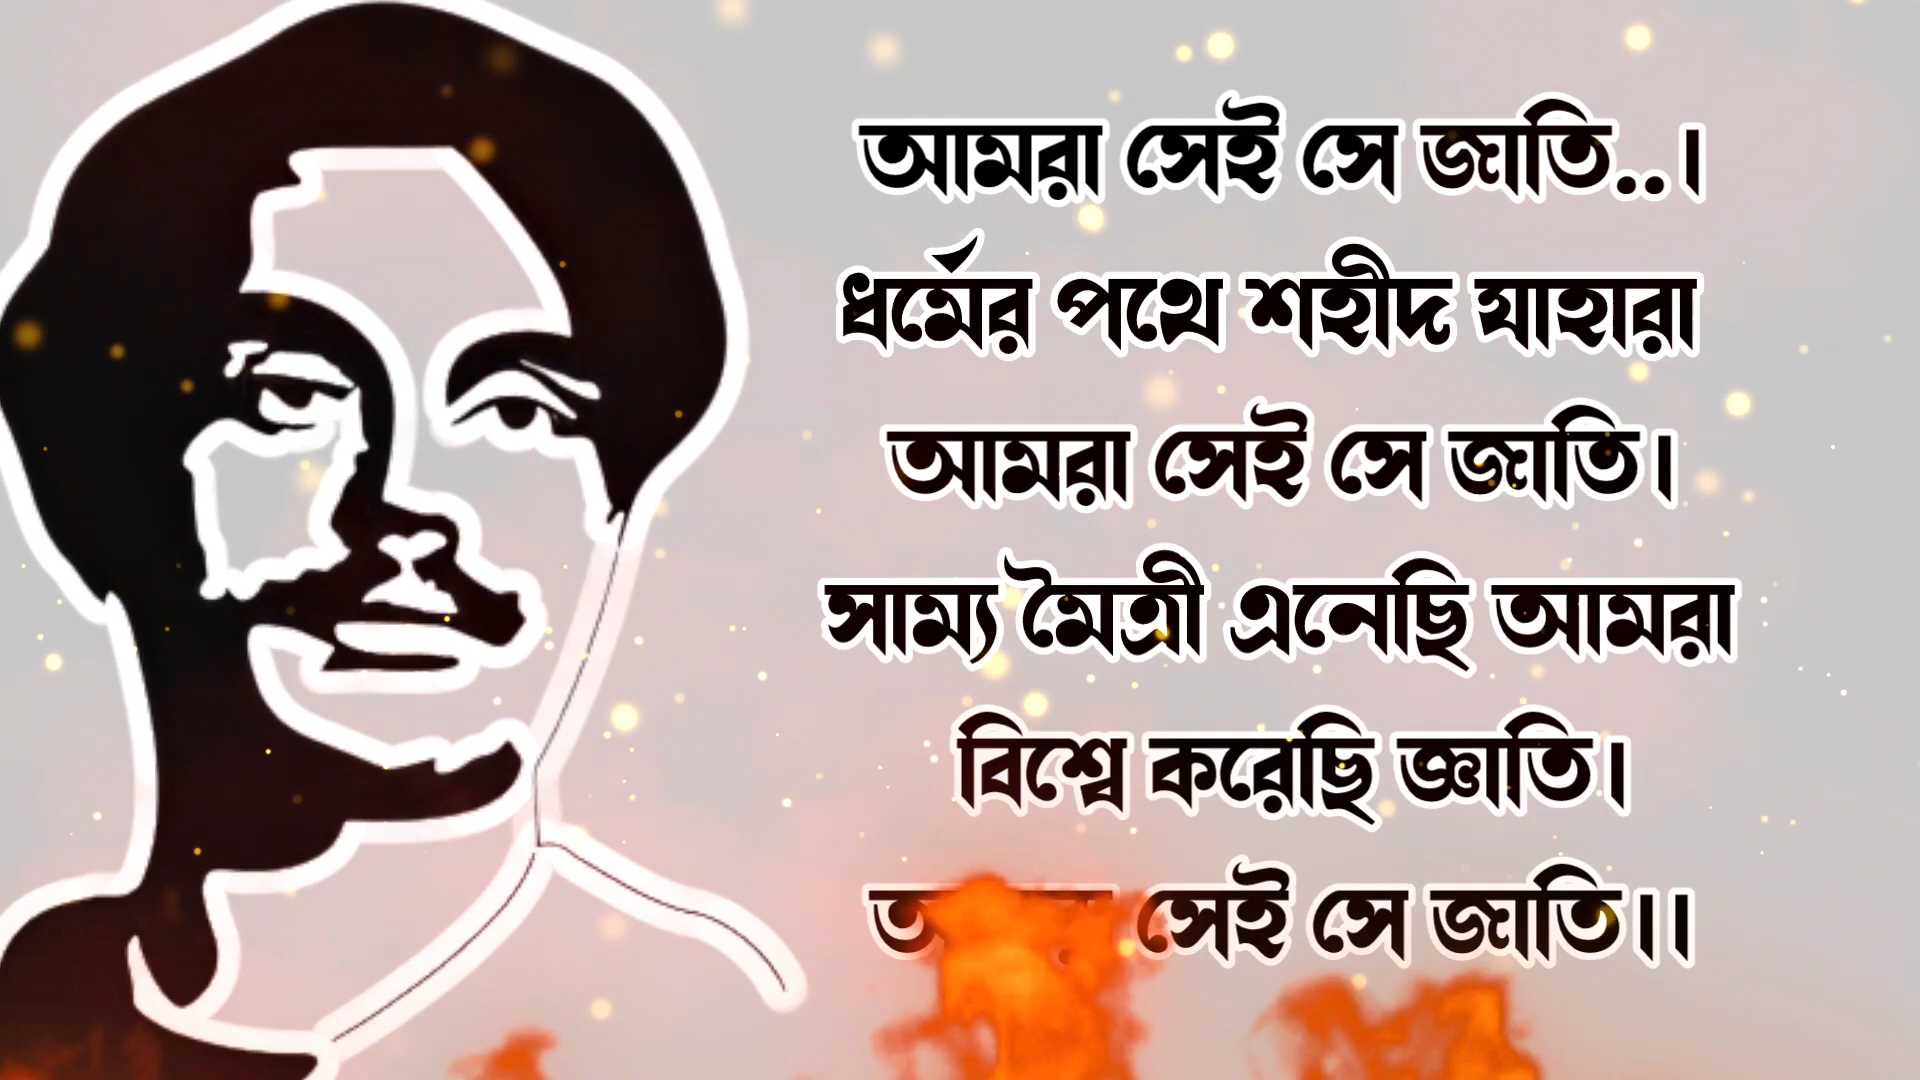 আমরা সেই সে জাতি..।
ধর্মের পথে শহীদ যাহারা
আমরা সেই সে জাতি।
সাম্য মৈত্রী এনেছি আমরা
বিশ্বে করেছি জ্ঞাতি।
সেই সে জাতি।।